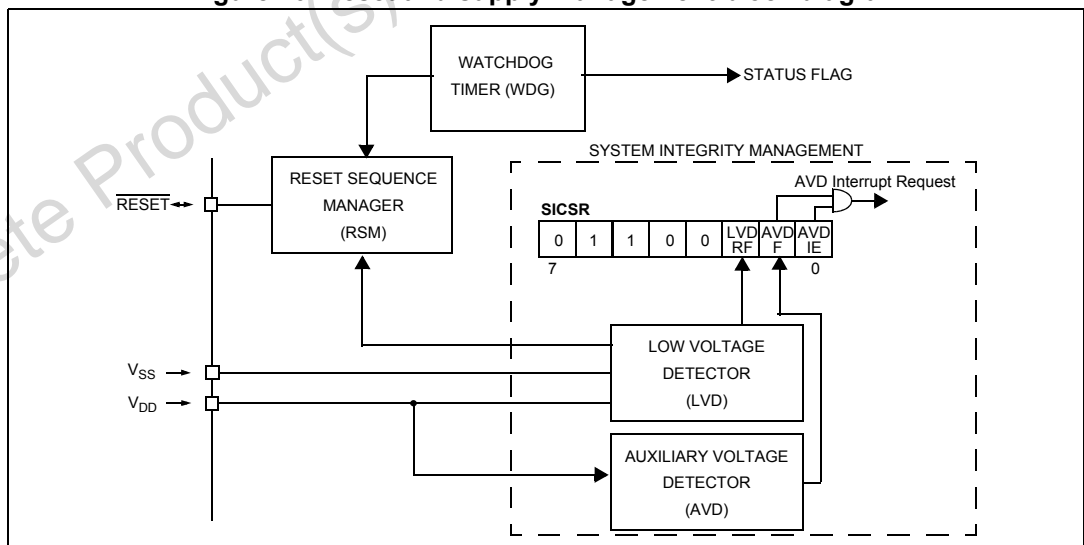 WATCHDOG
TIMER (WDG)
STATUS FLAG
SYSTEM INTEGRITY MANAGEMENT
RESET SEQUENCE
MANAGER
(RSM)
RESET
AVD Interrupt Request
SICSR
0 1 1 0 0 LVD RF AVD F AVD IE
7 0
LOW VOLTAGE
DETECTOR
(LVD)
VSS
VDD
AUXILIARY VOLTAGE
DETECTOR
(AVD)
Product(s)